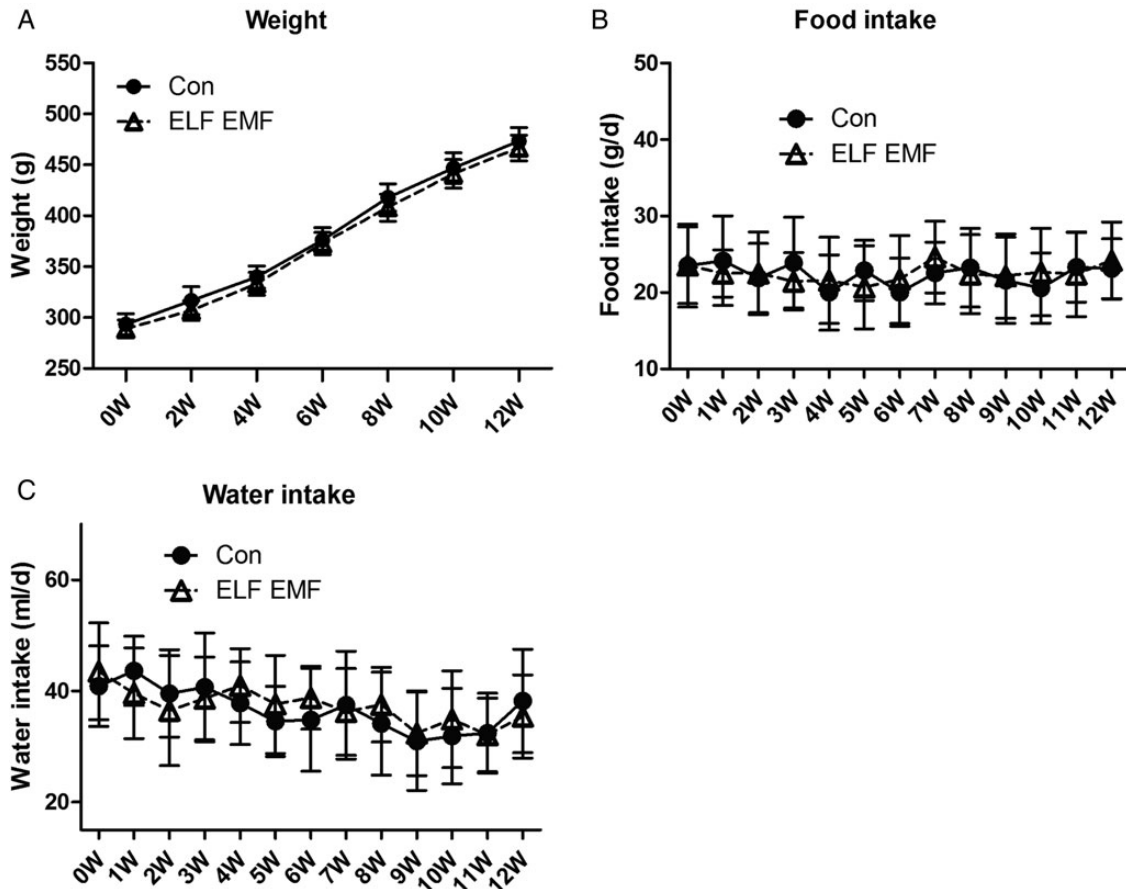 A
Weight
Weight (g)
550
500
450
400
350
300
250
Con
ELF EMF
0W
2W
4W
6W
8W
10W
12W
B
Food intake
Food intake (g/d)
50
40
30
20
10
Con
ELF EMF
0W
1W
2W
3W
4W
5W
6W
7W
8W
9W
10W
11W
12W
C
Water intake
Water intake (ml/d)
60
40
20
Con
ELF EMF
0W
1W
2W
3W
4W
5W
6W
7W
8W
9W
10W
11W
12W